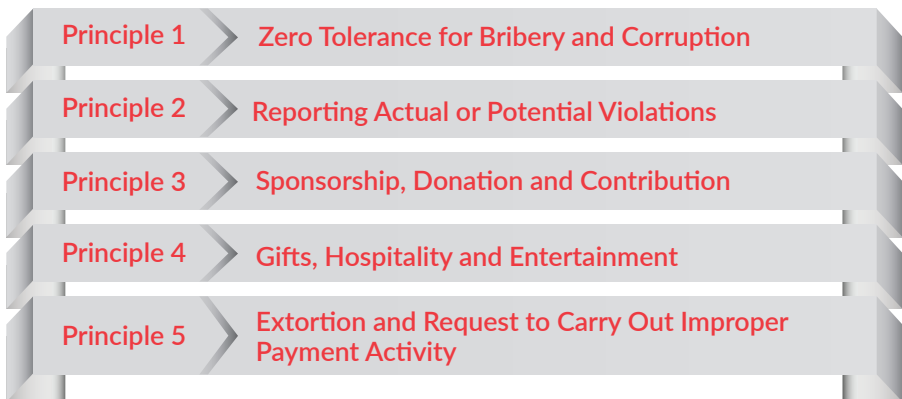 Principle 1 Zero Tolerance for Bribery and Corruption
Principle 2 Reporting Actual or Potential Violations
Principle 3 Sponsorship, Donation and Contribution
Principle 4 Gifts, Hospitality and Entertainment
Principle 5 Extortion and Request to Carry Out Improper
Payment Activity